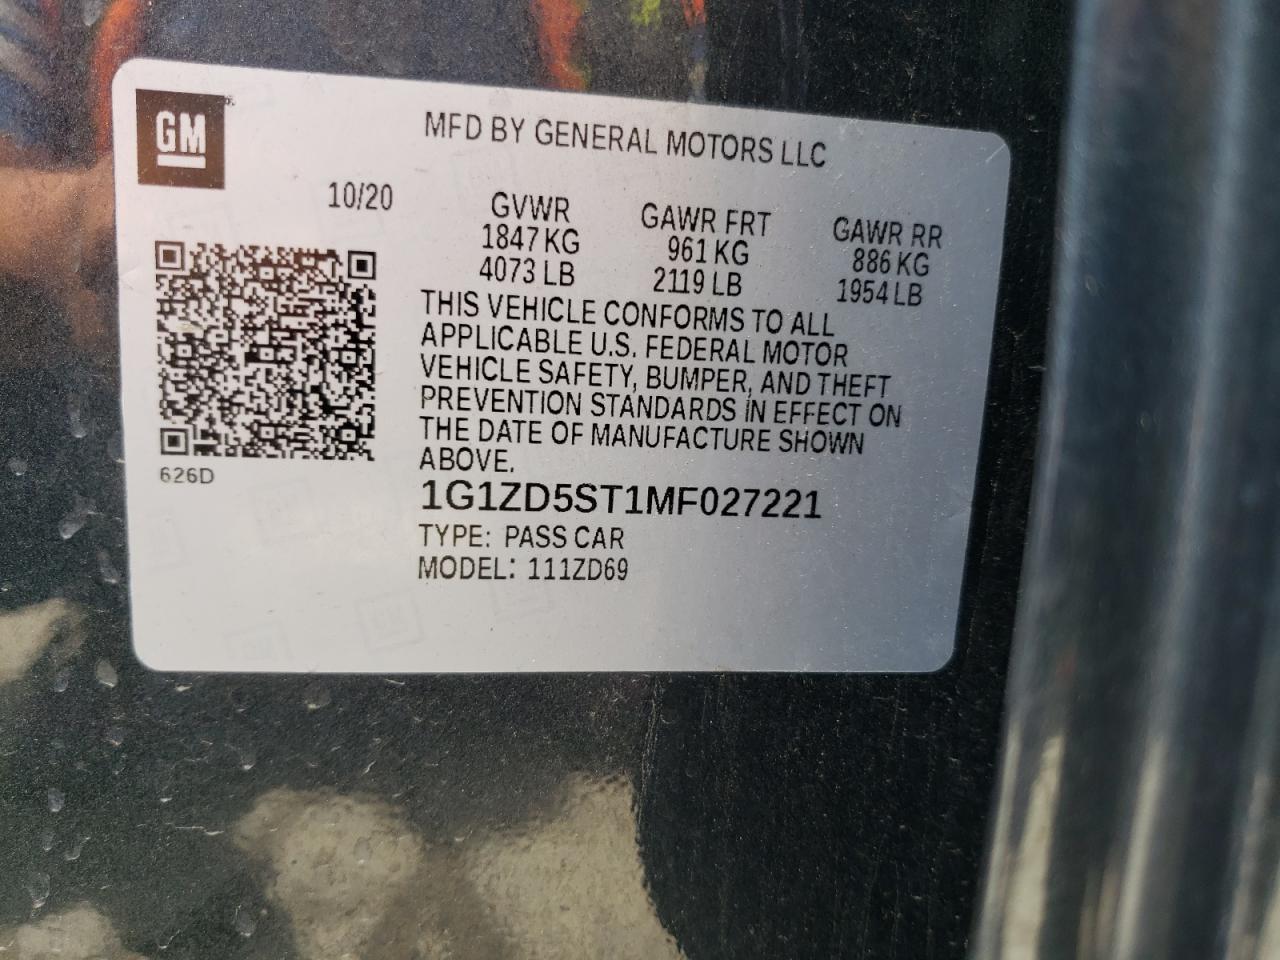 GM
MFD BY GENERAL MOTORS LLC
10/20
GVWR GAWR FRT GAWR RR
1847 KG 961 KG 886 KG
4073 LB 2119 LB 1954 LB
THIS VEHICLE CONFORMS TO ALL
APPLICABLE U.S. FEDERAL MOTOR
VEHICLE SAFETY, BUMPER, AND THEFT
PREVENTION STANDARDS IN EFFECT ON
THE DATE OF MANUFACTURE SHOWN
ABOVE.
626D
1G1ZD5ST1MF027221
TYPE: PASS CAR
MODEL: 111ZD69